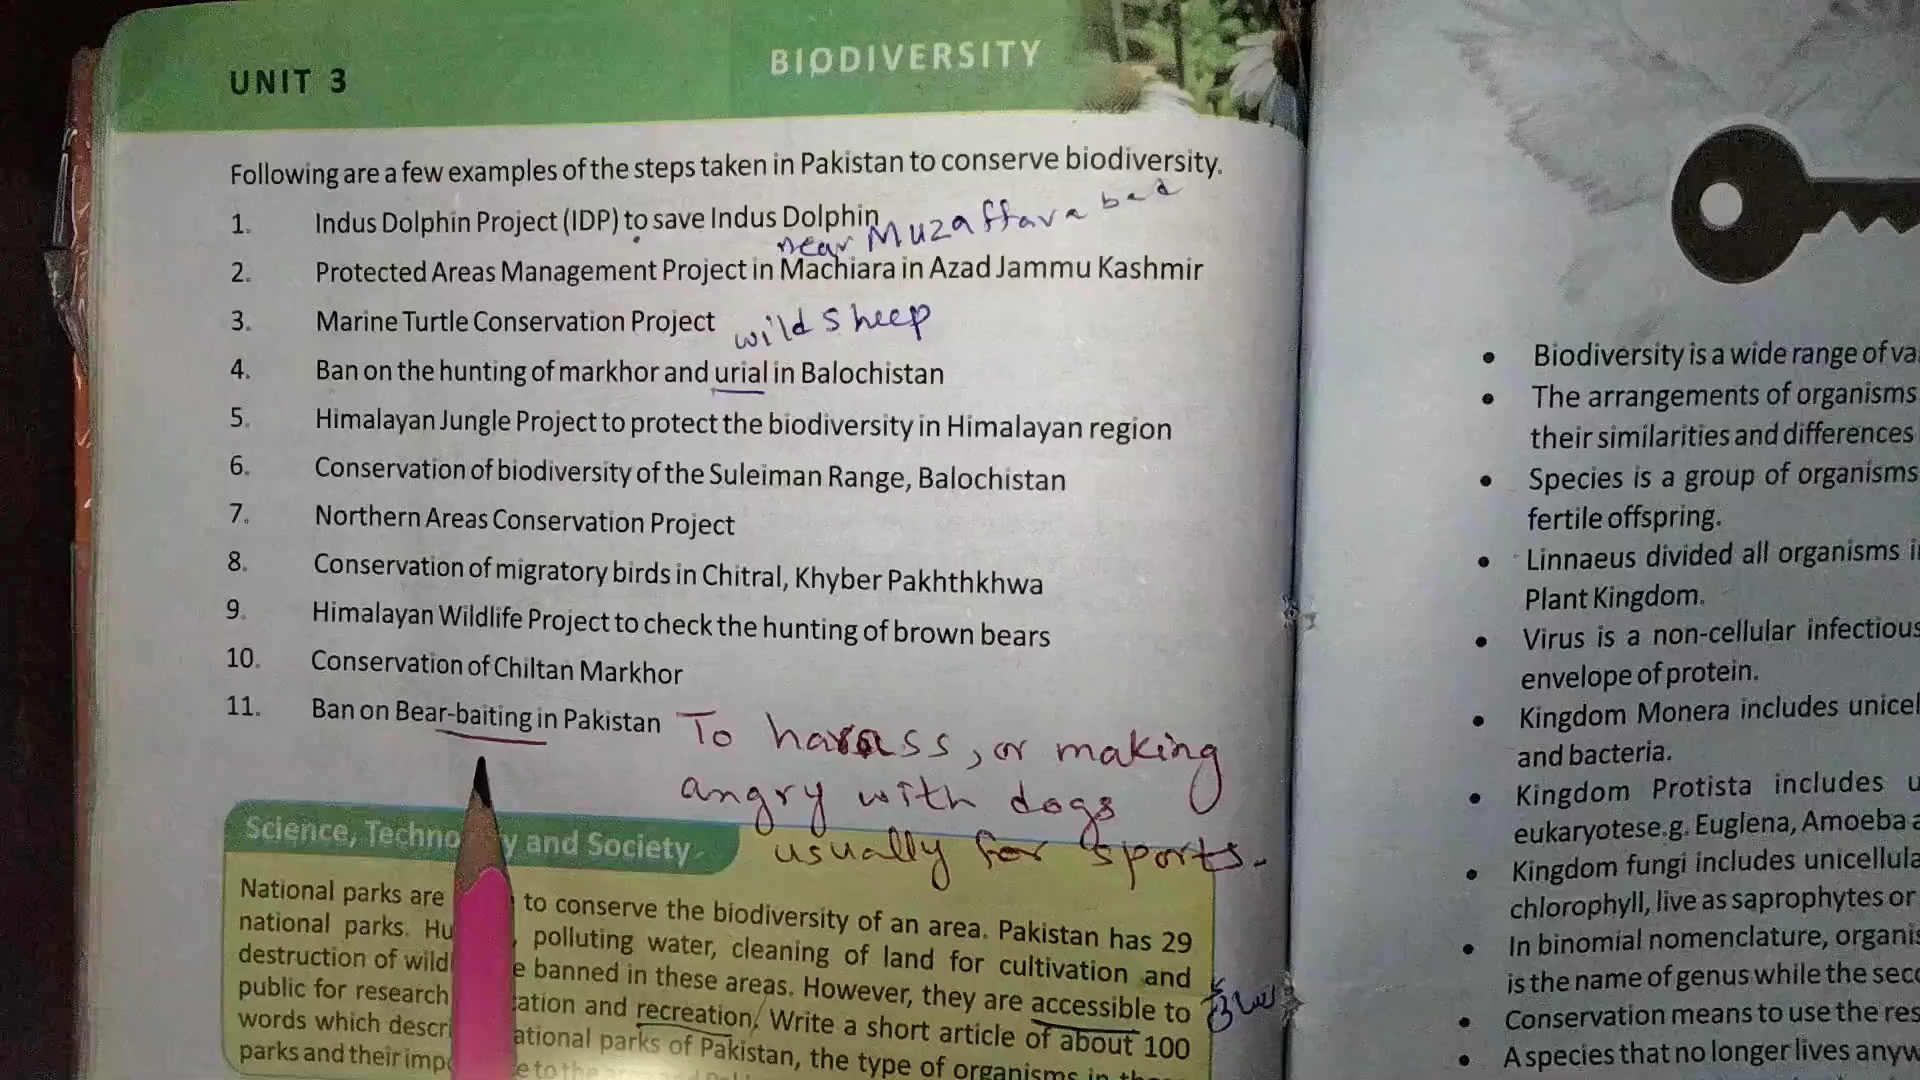 UNIT 3
BIODIVERSITY
Following are a few examples of the steps taken in Pakistan to conserve biodiversity.
1. Indus Dolphin Project (IDP) to save Indus Dolphin
near Muzaffarabad
2. Protected Areas Management Project in Machiara in Azad Jammu Kashmir
3. Marine Turtle Conservation Project
wild sheep
4. Ban on the hunting of markhor and urial in Balochistan
5. Himalayan Jungle Project to protect the biodiversity in Himalayan region
6. Conservation of biodiversity of the Suleiman Range, Balochistan
7. Northern Areas Conservation Project
8. Conservation of migratory birds in Chitral, Khyber Pakhthkhwa
9. Himalayan Wildlife Project to check the hunting of brown bears
10. Conservation of Chiltan Markhor
11. Ban on Bear-baiting in Pakistan
To harass, or making
angry with dogs
usually for sports.
Science, Techno y and Society
National parks are to conserve the biodiversity of an area. Pakistan has 29
national parks. Hu , polluting water, cleaning of land for cultivation and
destruction of wildl e banned in these areas. However, they are accessible to
public for research ation and recreation. Write a short article of about 100
words which descri ational parks of Pakistan, the type of organisms in
parks and their imp e to the
Biodiversity is a wide range of va
The arrangements of organisms
their similarities and differences
Species is a group of organisms
fertile offspring.
Linnaeus divided all organisms i
Plant Kingdom.
Virus is a non-cellular infectious
envelope of protein.
Kingdom Monera includes unicel
and bacteria.
Kingdom Protista includes u
eukaryotese.g. Euglena, Amoeba a
Kingdom fungi includes unicellula
chlorophyll, live as saprophytes or
In binomial nomenclature, organis
is the name of genus while the seco
Conservation means to use the res
A species that no longer lives anyw